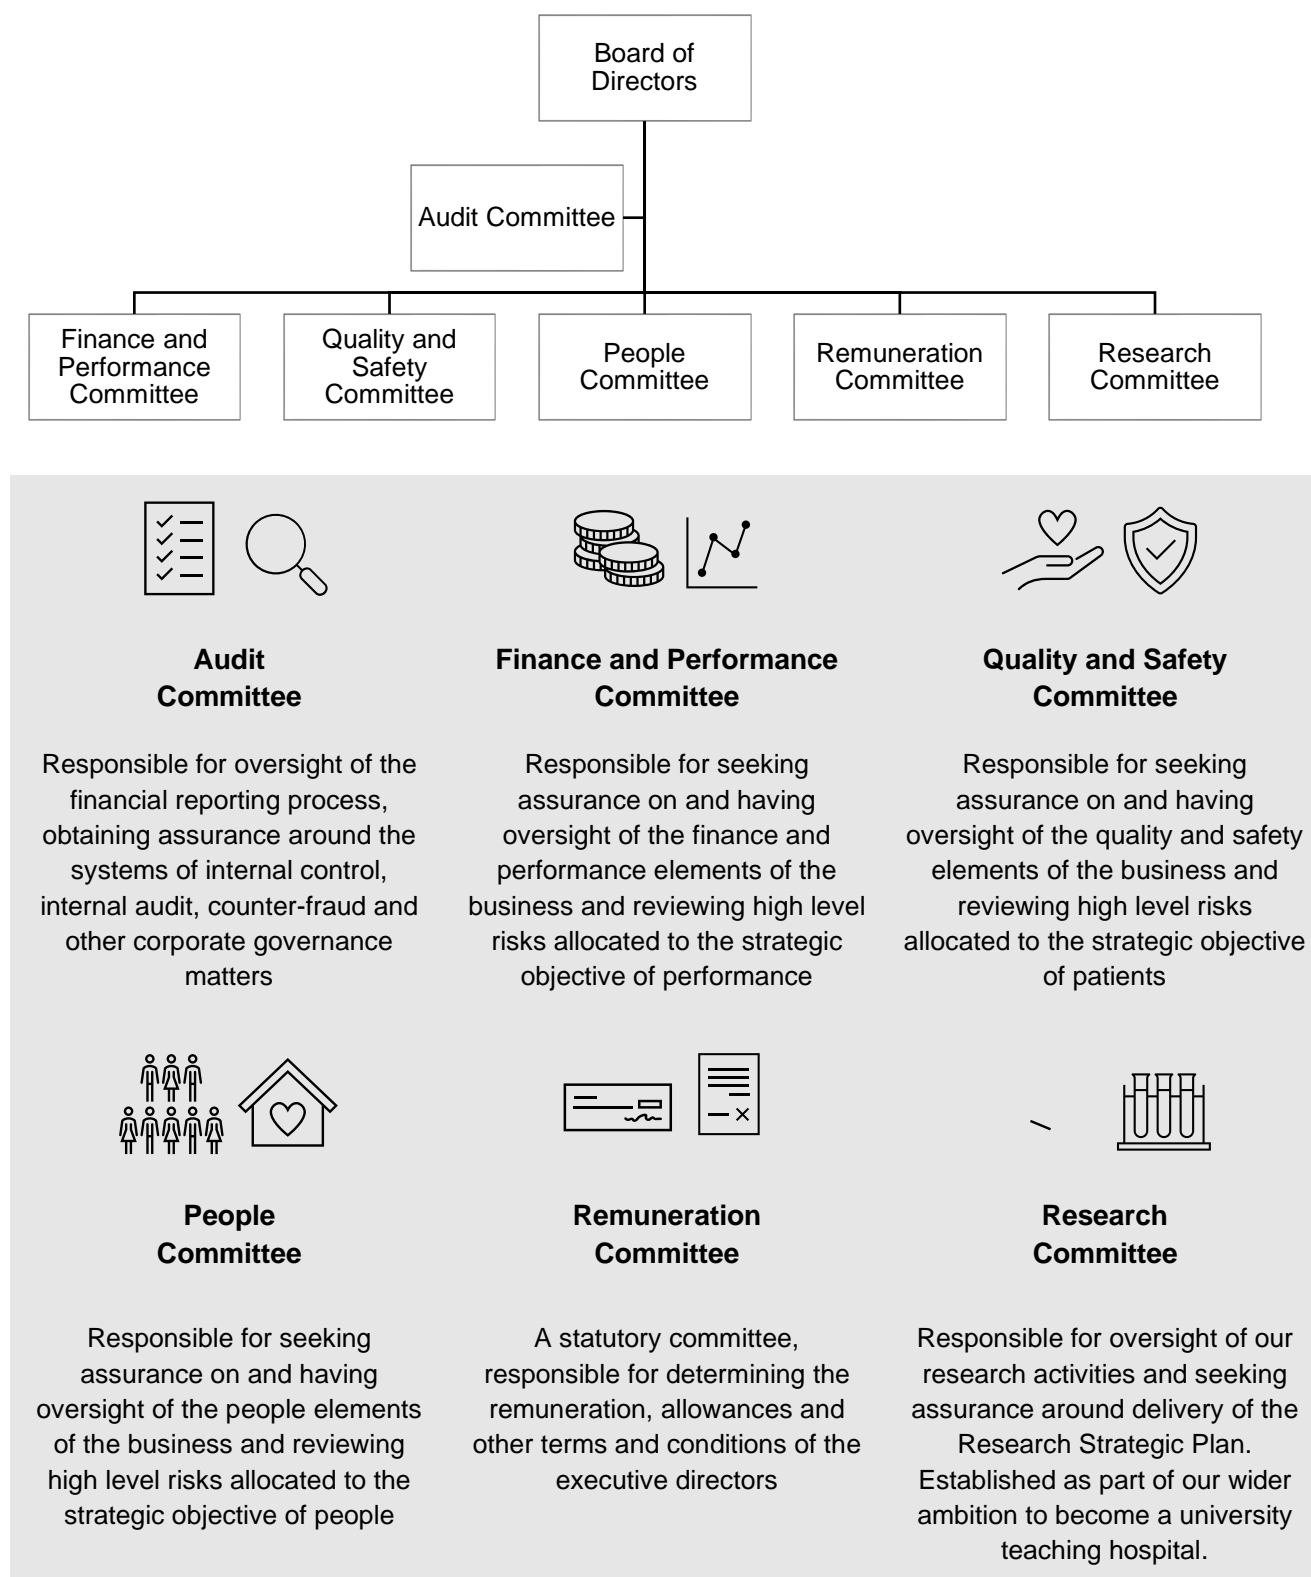 Board of
Directors
Audit Committee
Finance and
Performance
Committee
Quality and
Safety
Committee
People
Committee
Remuneration
Committee
Research
Committee
Audit
Committee
Responsible for oversight of the
financial reporting process,
obtaining assurance around the
systems of internal control,
internal audit, counter-fraud and
other corporate governance
matters
Finance and Performance
Committee
Responsible for seeking
assurance on and having
oversight of the finance and
performance elements of the
business and reviewing high level
risks allocated to the strategic
objective of performance
Quality and Safety
Committee
Responsible for seeking
assurance on and having
oversight of the quality and safety
elements of the business and
reviewing high level risks
allocated to the strategic objective
of patients
People
Committee
Responsible for seeking
assurance on and having
oversight of the people elements
of the business and reviewing
high level risks allocated to the
strategic objective of people
Remuneration
Committee
A statutory committee,
responsible for determining the
remuneration, allowances and
other terms and conditions of the
executive directors
Research
Committee
Responsible for oversight of our
research activities and seeking
assurance around delivery of the
Research Strategic Plan.
Established as part of our wider
ambition to become a university
teaching hospital.